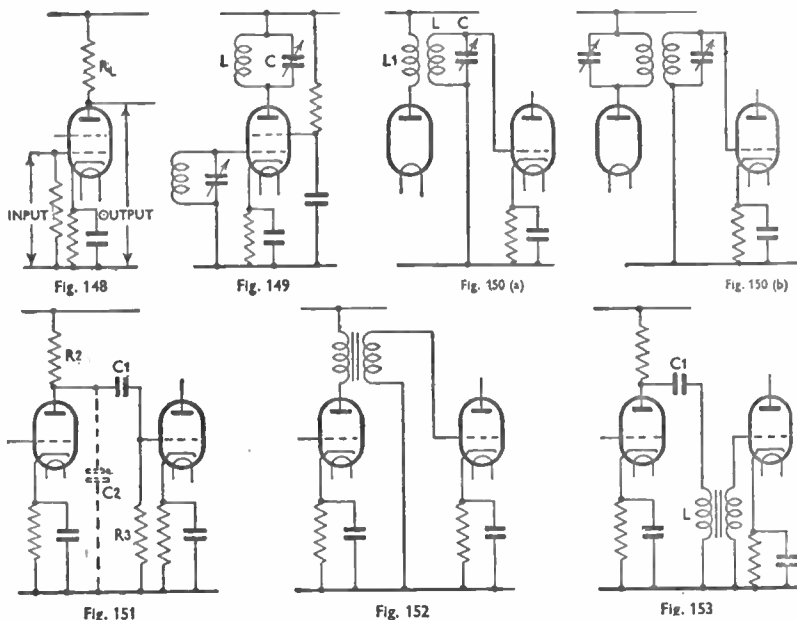 RL
INPUT
OUTPUT
Fig. 148
L
C
Fig. 149
L1
L
C
Fig. 150 (a)
Fig. 150 (b)
R2
C1
C2
R3
Fig. 151
Fig. 152
C1
L
Fig. 153